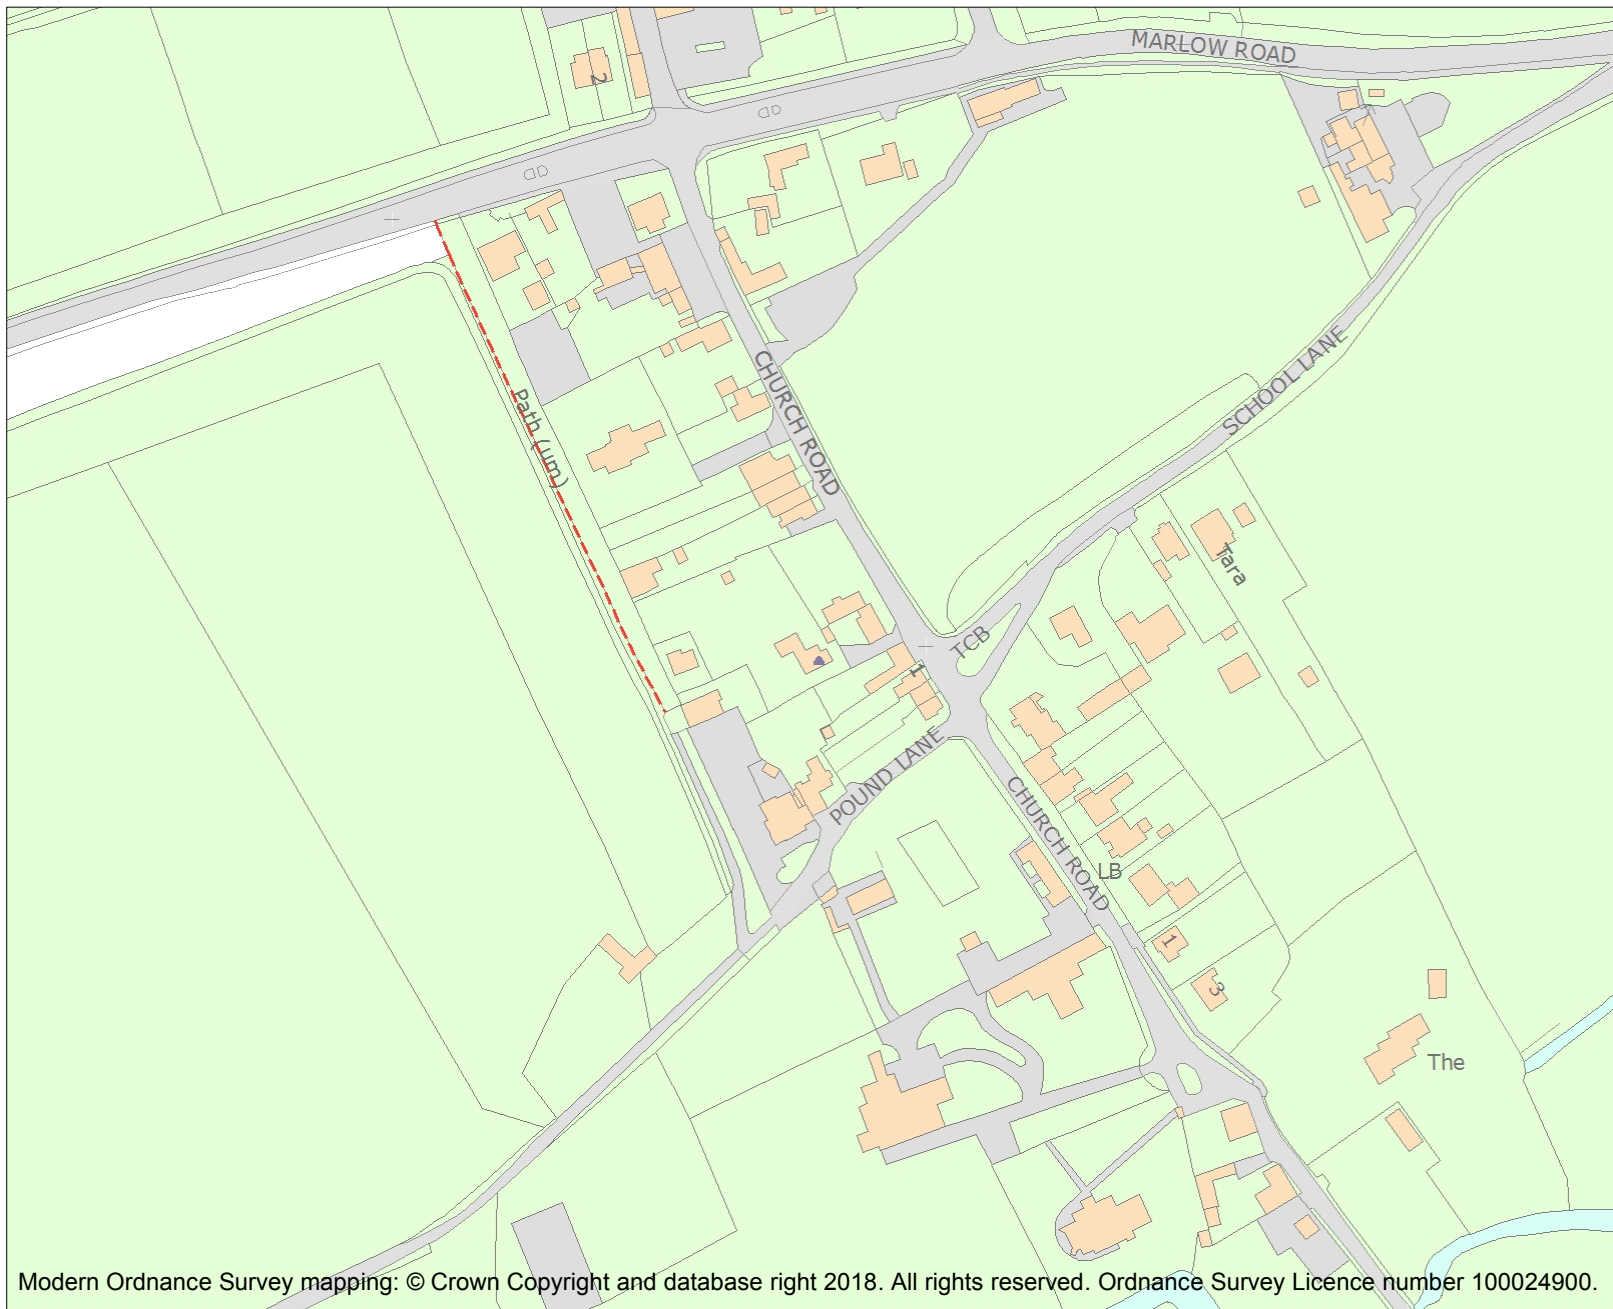 MARLOW ROAD
2
CHURCH ROAD
SCHOOL LANE
Path (um)
Tara
TCB
1
POUND LANE
CHURCH ROAD
LB
1
3
The
Modern Ordnance Survey mapping: © Crown Copyright and database right 2018. All rights reserved. Ordnance Survey Licence number 100024900.